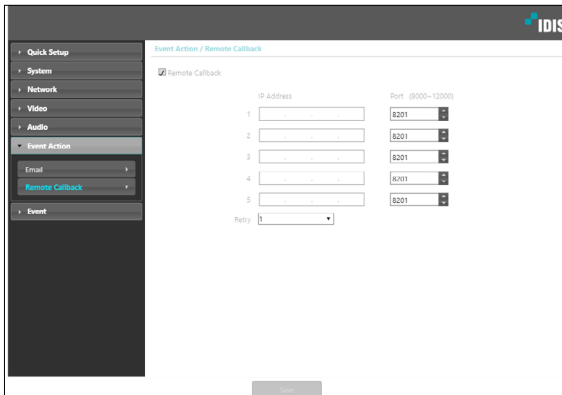 IDIS
Quick Setup
System
Network
Video
Audio
Event Action
Email
Remote Callback
Event
Event Action / Remote Callback
Remote Callback
IP Address Port (8000~12000)
1 . . . 8201
2 . . . 8201
3 . . . 8201
4 . . . 8201
5 . . . 8201
Retry 1
Save